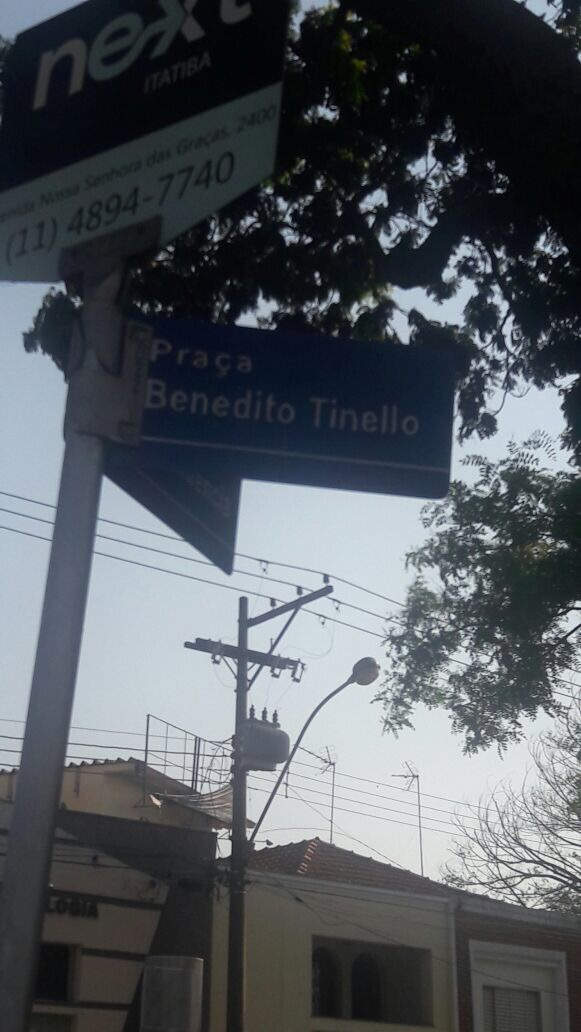 next
ITATIBA
Nossa Senhora das Graças, 2400
(11) 4894-7740
Praça
Benedito Tinello
LOGIA